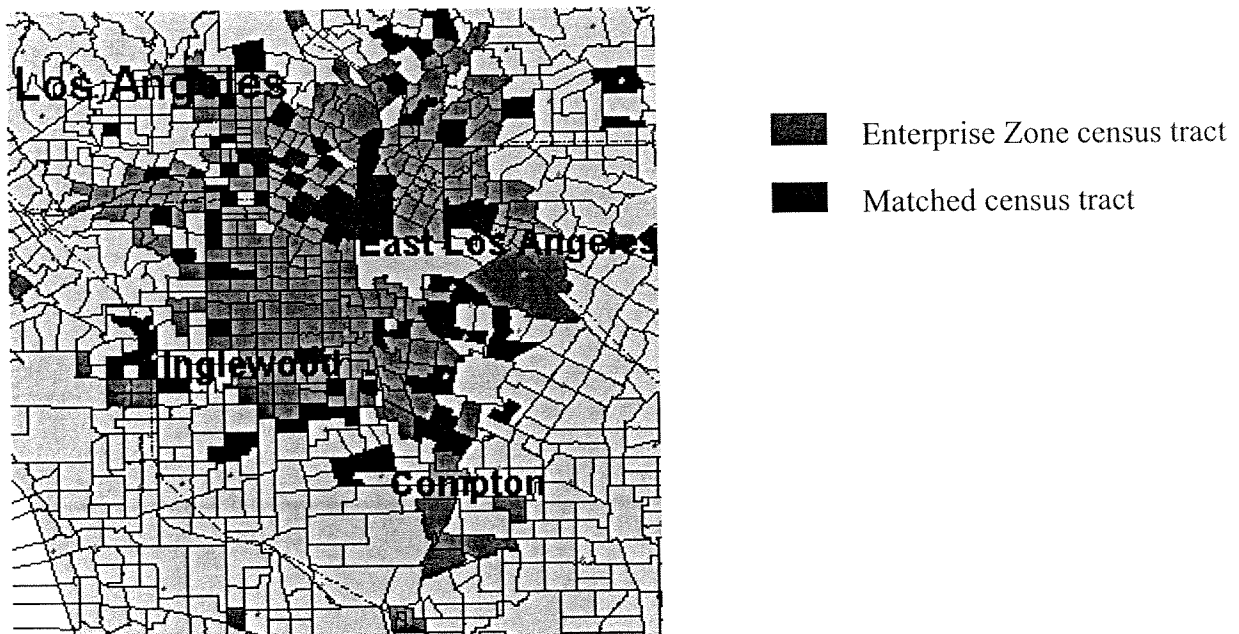 Los Angeles
Enterprise Zone census tract
Matched census tract
East Los Angeles
Inglewood
Compton